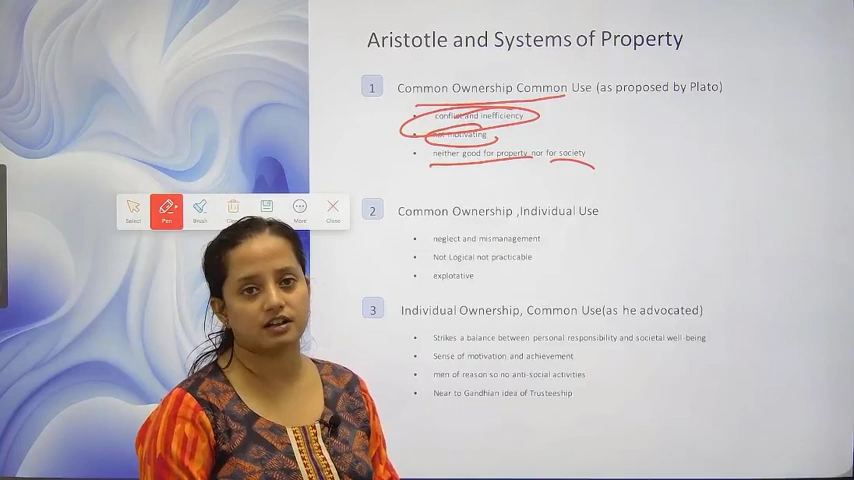 Aristotle and Systems of Property
1 Common Ownership Common Use (as proposed by Plato)
• conflict and inefficiency
• not motivating
• neither good for property nor for society
Select Pen Brush Clear Save More Close
2 Common Ownership ,Individual Use
• neglect and mismanagement
• Not Logical not practicable
• explotative
3 Individual Ownership, Common Use(as he advocated)
• Strikes a balance between personal responsibility and societal well-being
• Sense of motivation and achievement
• men of reason so no anti-social activities
• Near to Gandhian idea of Trusteeship